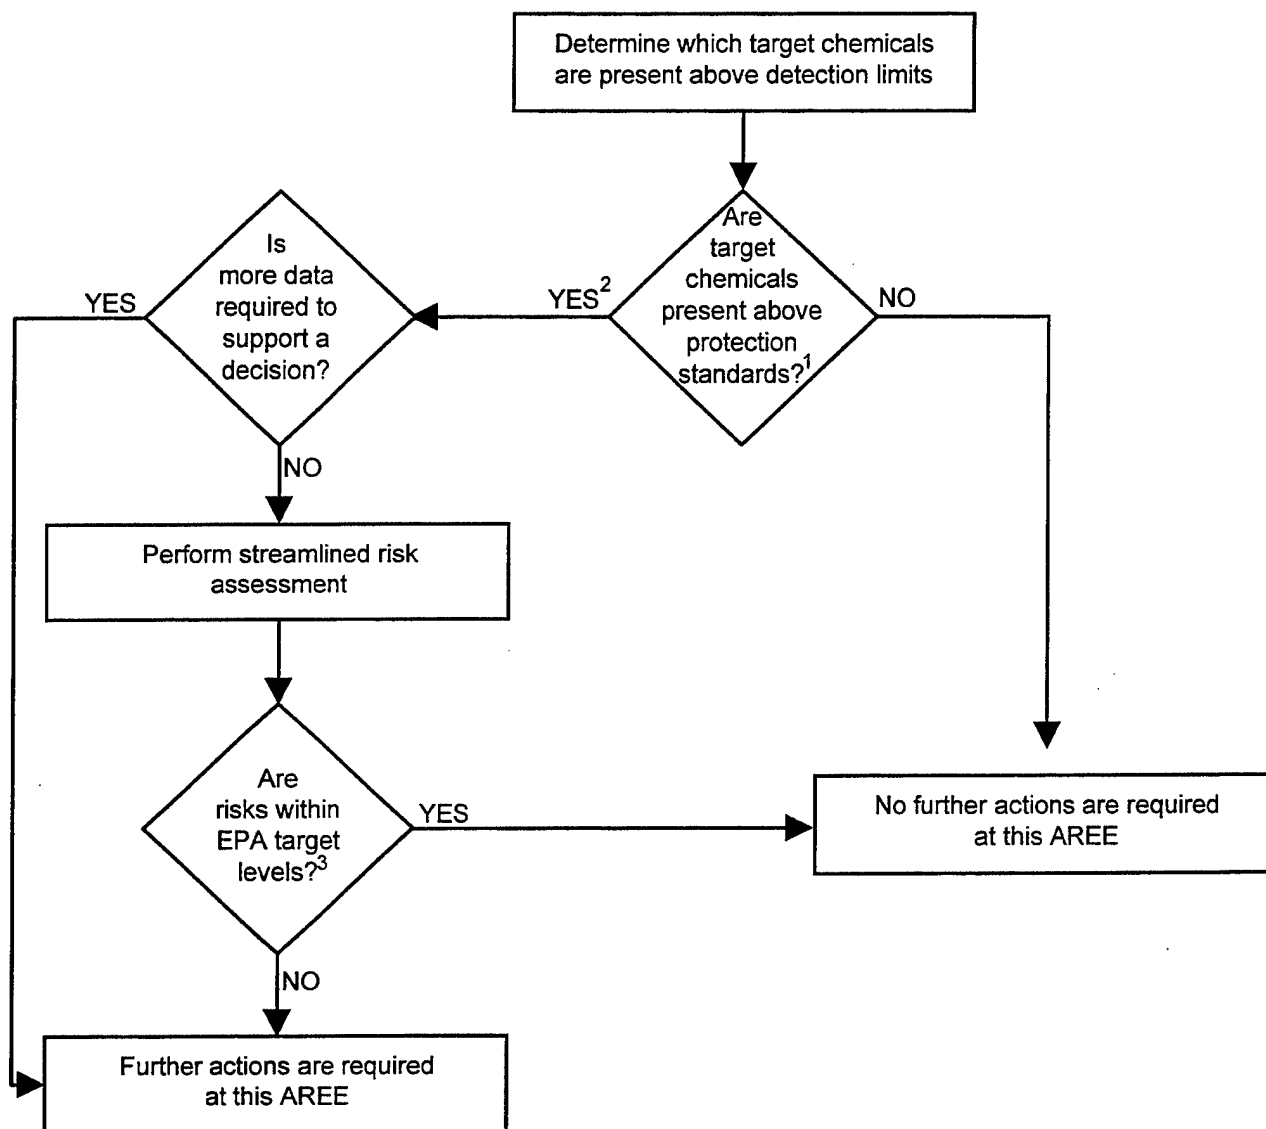 Determine which target chemicals
are present above detection limits
Are
target
chemicals
present above
protection
standards?¹
YES²
NO
Is
more data
required to
support a
decision?
YES
NO
Perform streamlined risk
assessment
Are
risks within
EPA target
levels?³
YES
NO
No further actions are required
at this AREE
Further actions are required
at this AREE